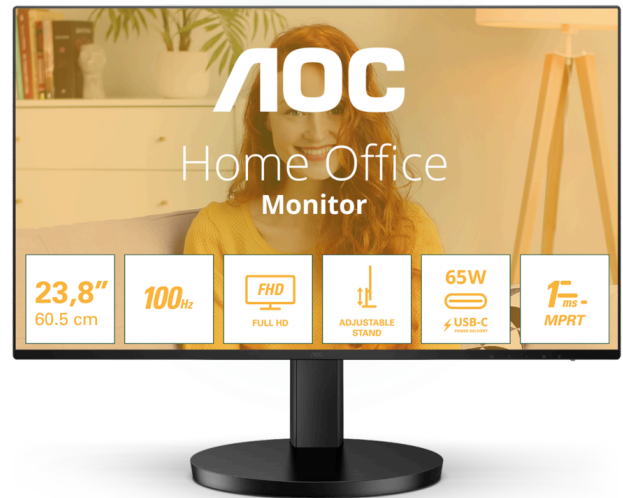 AOC
Home Office
Monitor
23,8"
60.5 cm
100Hz
FHD
FULL HD
ADJUSTABLE
STAND
65W
USB-C
POWER DELIVERY
1ms
MPRT
AOC